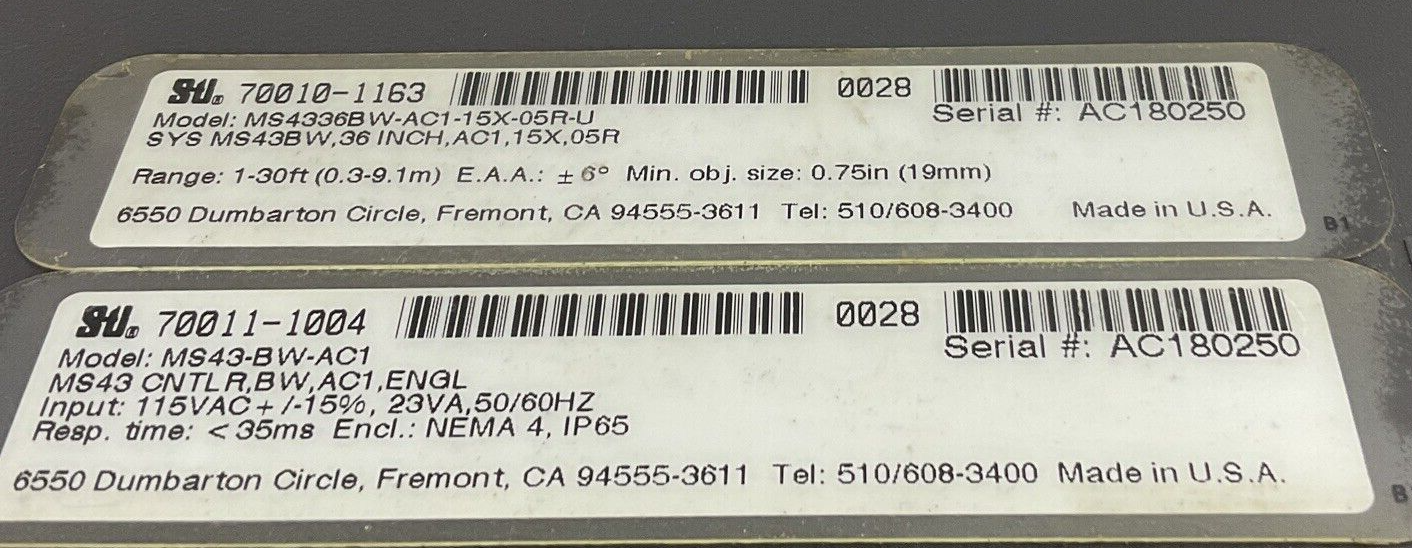 STI® 70010-1163 0028
Serial #: AC180250
Model: MS4336BW-AC1-15X-05R-U
SYS MS43BW,36 INCH,AC1,15X,05R
Range: 1-30ft (0.3-9.1m) E.A.A.: ± 6° Min. obj. size: 0.75in (19mm)
6550 Dumbarton Circle, Fremont, CA 94555-3611 Tel: 510/608-3400 Made in U.S.A.
B1
STI® 70011-1004 0028
Serial #: AC180250
Model: MS43-BW-AC1
MS43 CNTLR,BW,AC1,ENGL
Input: 115VAC+/-15%, 23VA,50/60HZ
Resp. time: <35ms Encl.: NEMA 4, IP65
6550 Dumbarton Circle, Fremont, CA 94555-3611 Tel: 510/608-3400 Made in U.S.A.